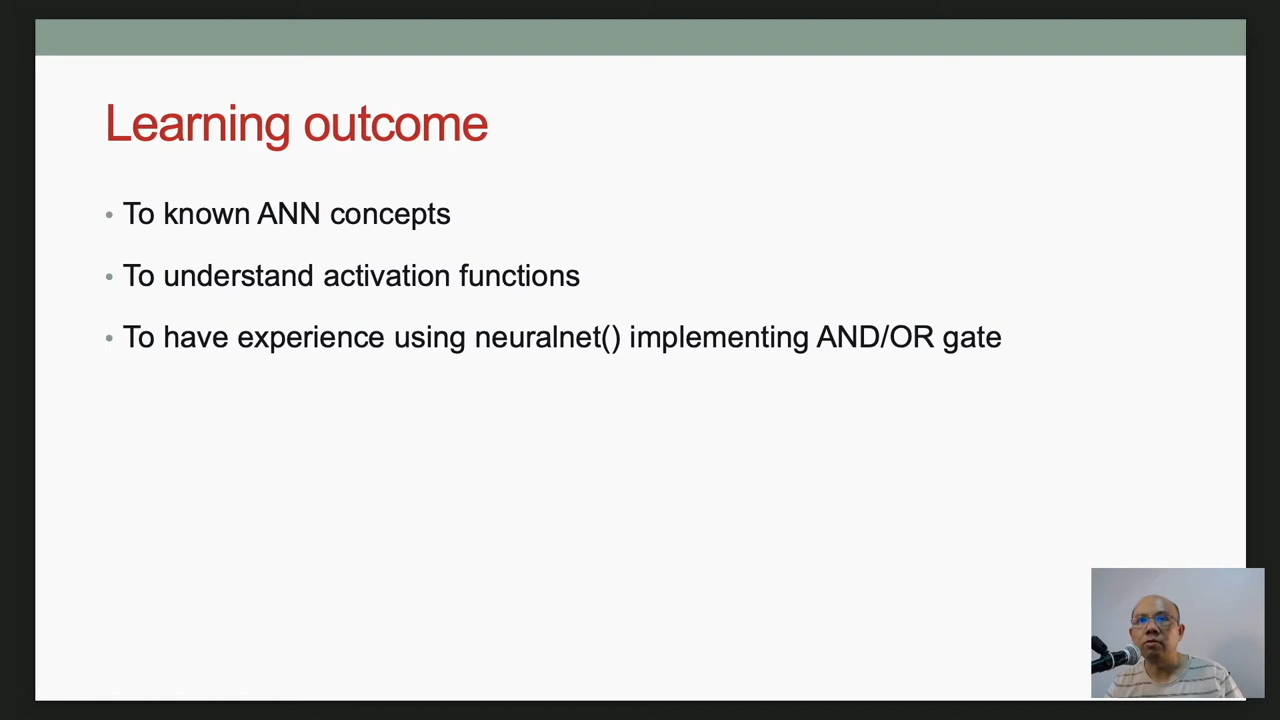 Learning outcome
• To known ANN concepts
• To understand activation functions
• To have experience using neuralnet() implementing AND/OR gate